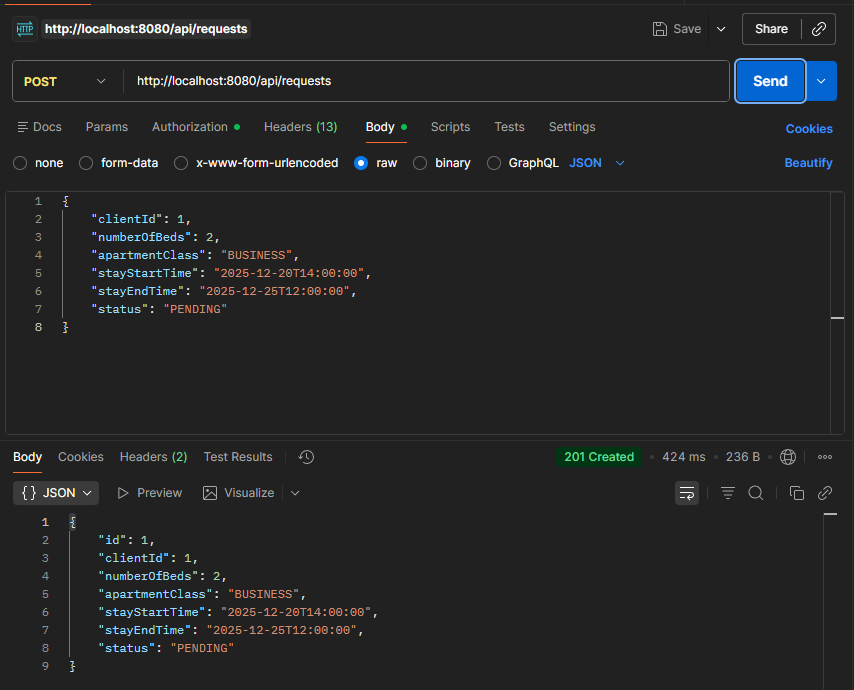 HTTP http://localhost:8080/api/requests Save Share
POST http://localhost:8080/api/requests Send
Docs Params Authorization Headers (13) Body Scripts Tests Settings Cookies
none form-data x-www-form-urlencoded raw binary GraphQL JSON Beautify
1 {
2 "clientId": 1,
3 "numberOfBeds": 2,
4 "apartmentClass": "BUSINESS",
5 "stayStartTime": "2025-12-20T14:00:00",
6 "stayEndTime": "2025-12-25T12:00:00",
7 "status": "PENDING"
8 }
Body Cookies Headers (2) Test Results 201 Created 424 ms 236 B
{} JSON Preview Visualize
1 {
2 "id": 1,
3 "clientId": 1,
4 "numberOfBeds": 2,
5 "apartmentClass": "BUSINESS",
6 "stayStartTime": "2025-12-20T14:00:00",
7 "stayEndTime": "2025-12-25T12:00:00",
8 "status": "PENDING"
9 }